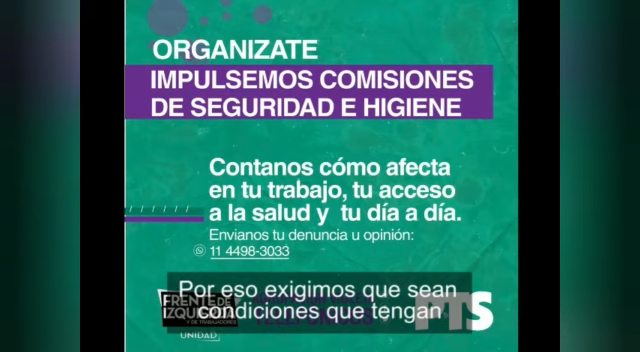 ORGANIZATE
IMPULSEMOS COMISIONES
DE SEGURIDAD E HIGIENE
Contanos cómo afecta
en tu trabajo, tu acceso
a la salud y tu día a día.
Envianos tu denuncia u opinión:
11 4498-3033
Por eso exigimos que sean
condiciones que tengan
FRENTE DE
IZQUIERDA
Y DE TRABAJADORES
UNIDAD
PTS